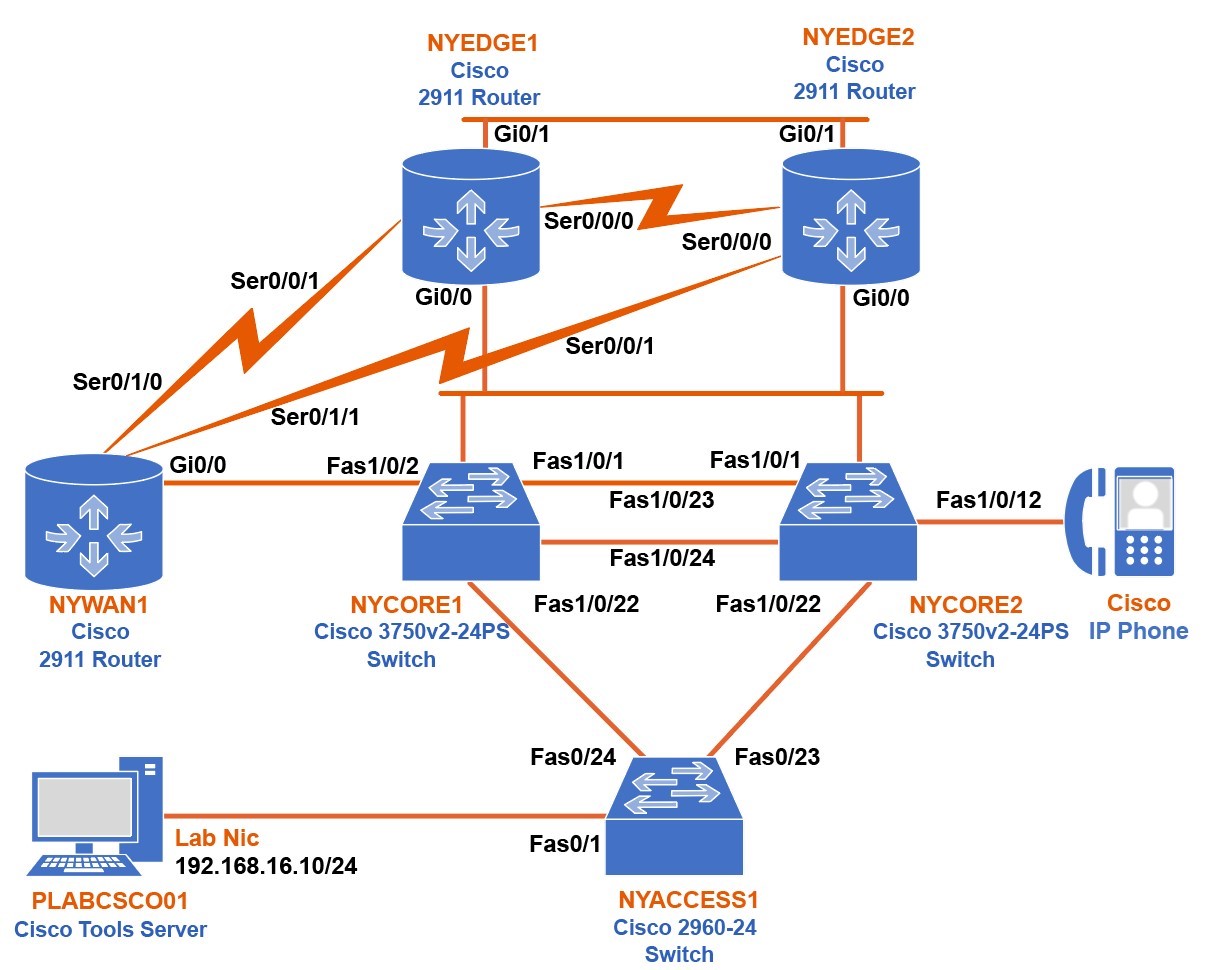 NYEDGE1
Cisco
2911 Router
NYEDGE2
Cisco
2911 Router
Gi0/1
Gi0/1
Ser0/0/0
Ser0/0/0
Gi0/0
Gi0/0
Ser0/0/1
Ser0/0/1
Ser0/1/0
Ser0/1/1
Gi0/0
Fas1/0/2
Fas1/0/1
Fas1/0/1
Fas1/0/23
Fas1/0/12
Fas1/0/24
Fas1/0/22
Fas1/0/22
NYWAN1
Cisco
2911 Router
NYCORE1
Cisco 3750v2-24PS
Switch
NYCORE2
Cisco 3750v2-24PS
Switch
Cisco
IP Phone
Fas0/24
Fas0/23
Fas0/1
Lab Nic
192.168.16.10/24
PLABCSCO01
Cisco Tools Server
NYACCESS1
Cisco 2960-24
Switch